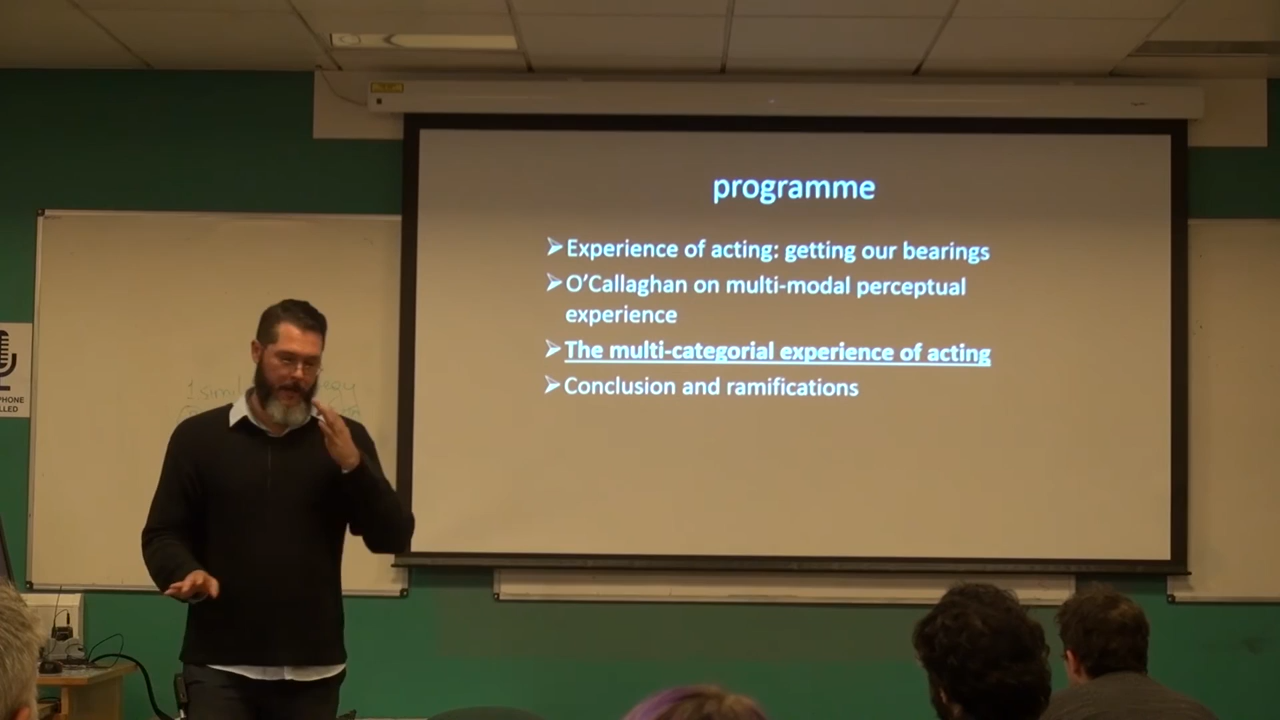 programme
➢Experience of acting: getting our bearings
➢O'Callaghan on multi-modal perceptual
experience
➢The multi-categorial experience of acting
➢Conclusion and ramifications
PHONE
LLED